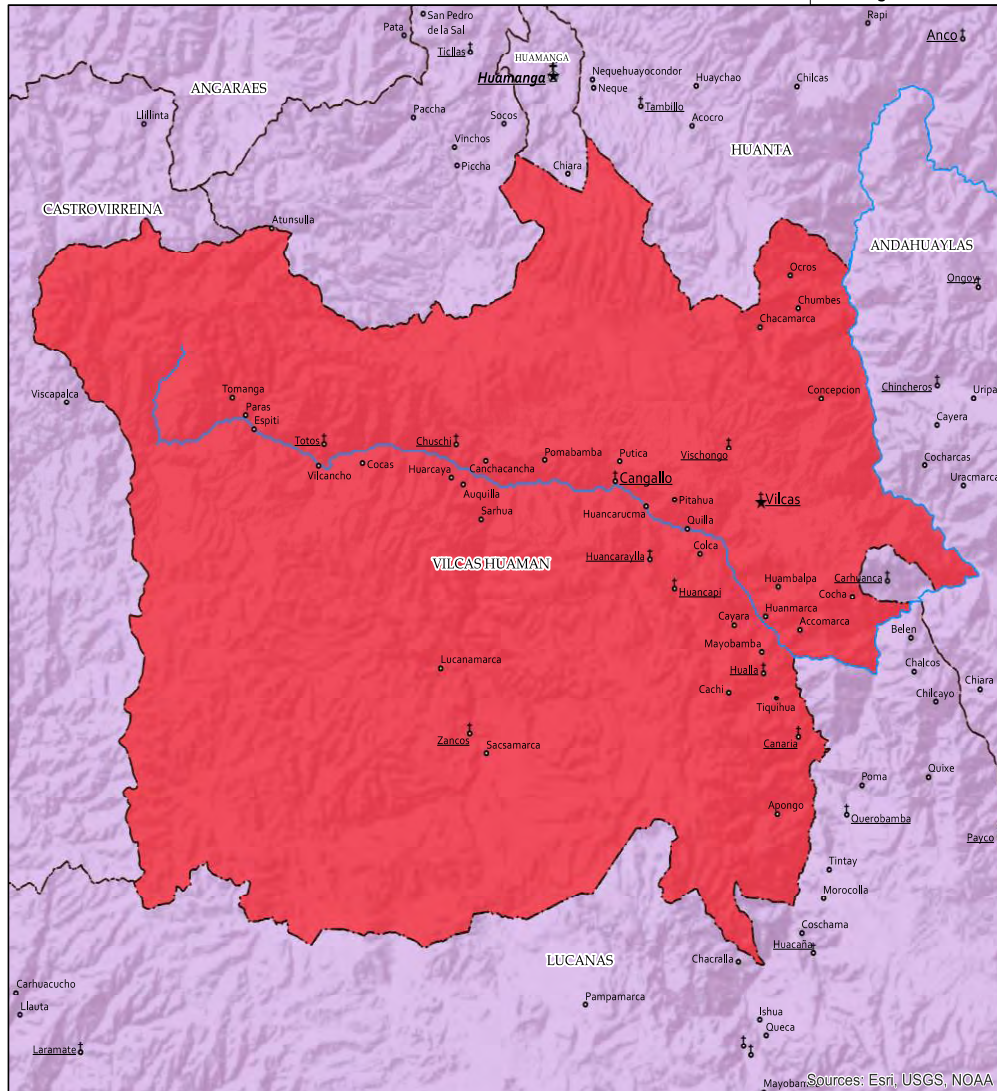 Rapi
San Pedro
de la Sal
Pata
Anco
Ticllas
HUAMANGA
Huamanga
Nequehuayocondor
Neque
Huaychao
Chilcas
ANGARAES
Tambillo
Llillinta
Paccha
Socos
Acocro
Vinchos
HUANTA
Piccha
Chiara
CASTROVIRREINA
Atunsulla
ANDAHUAYLAS
Ocros
Ongoy
Chumbes
Chacamarca
Viscapalca
Tomanga
Concepcion
Chincheros
Uripa
Paras
Espiti
Cayera
Totos
Chuschi
Vischongo
Vilcancho
Cocas
Huarcaya
Canchacancha
Pomabamba
Putica
Cocharcas
Cangallo
Uracmarca
Auquilla
Pitahua
Vilcas
Sarhua
Huancarucma
Quilla
Colca
VILCAS HUAMAN
Huancaraylla
Huambalpa
Carhuanca
Huancapi
Cocha
Cayara
Huanmarca
Accomarca
Belen
Mayobamba
Lucanamarca
Hualla
Chalcos
Chiara
Cachi
Tiquihua
Chilcayo
Zancos
Sacsamarca
Canaria
Poma
Quixe
Apongo
Querobamba
Payco
Tintay
Morocolla
Coschama
Huacaña
LUCANAS
Chacralla
Carhuacucho
Pampamarca
Llauta
Ishua
Queca
Laramate
Sources: Esri, USGS, NOAA